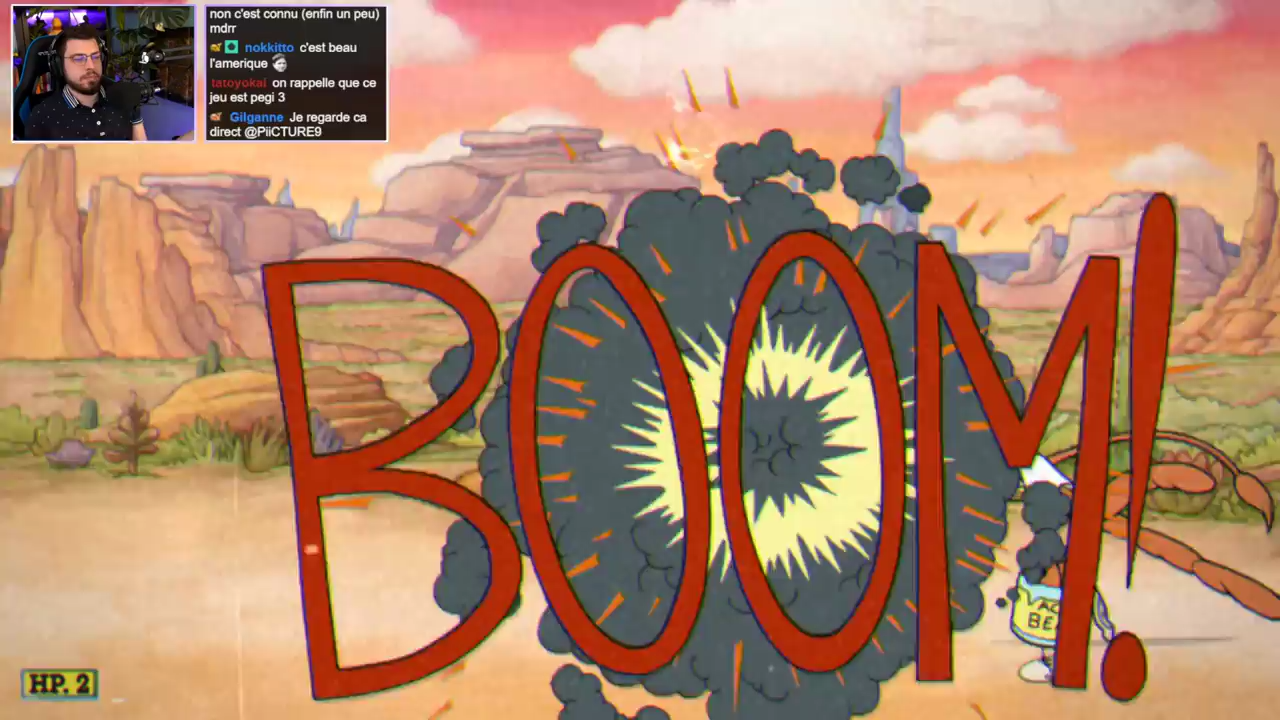 non c'est connu (enfin un peu)
mdrr
nokkitto c'est beau
l'amerique
tatoyokai on rappelle que ce
jeu est pegi 3
Gilganne Je regarde ca
direct @PiiCTURE9
BOOM!
BE
HP. 2